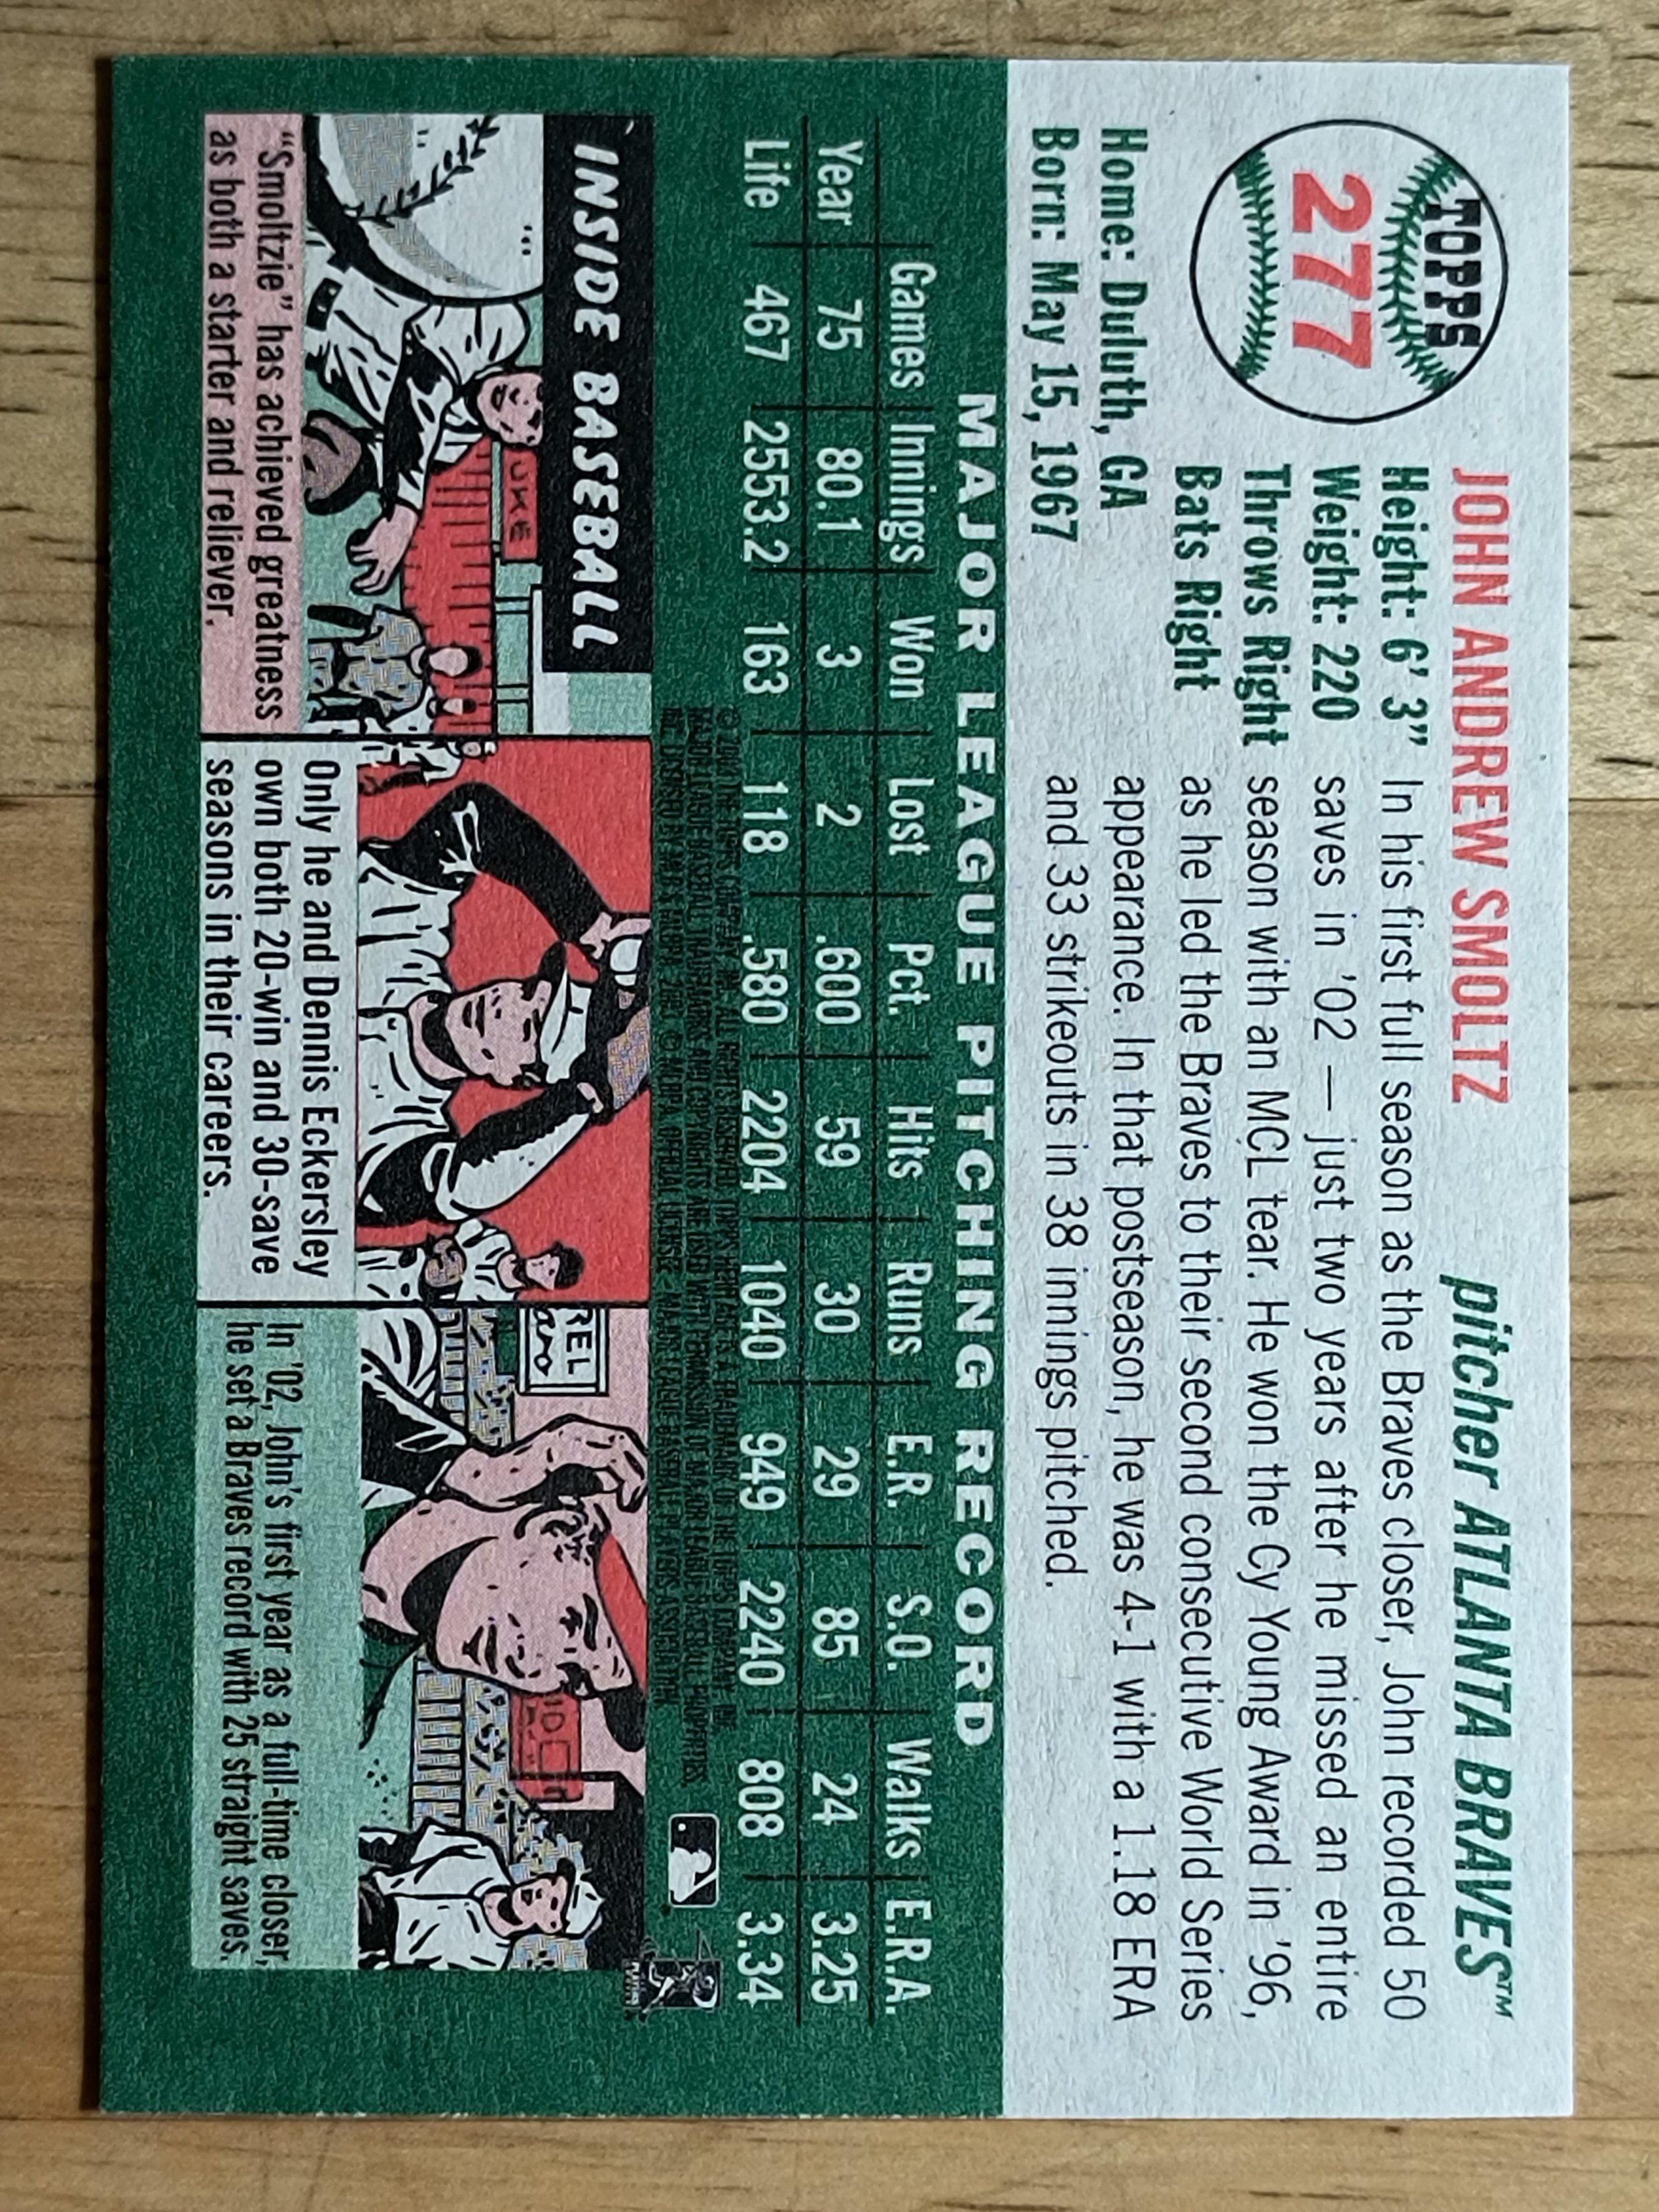 TOPPS
277
JOHN ANDREW SMOLTZ
pitcher ATLANTA BRAVES™
Height: 6' 3"
Weight: 220
Throws Right
Bats Right
Home: Duluth, GA
Born: May 15, 1967
In his first full season as the Braves closer, John recorded 50
saves in '02 — just two years after he missed an entire
season with an MCL tear. He won the Cy Young Award in '96,
as he led the Braves to their second consecutive World Series
appearance. In that postseason, he was 4-1 with a 1.18 ERA
and 33 strikeouts in 38 innings pitched.
MAJOR LEAGUE PITCHING RECORD
Games Innings Won Lost Pct. Hits Runs E.R. S.O. Walks E.R.A.
Year 75 80.1 3 2 .600 59 30 29 85 24 3.25
Life 467 2553.2 163 118 .580 2204 1040 949 2240 808 3.34
INSIDE BASEBALL
"Smoltzie" has achieved greatness
as both a starter and reliever.
Only he and Dennis Eckersley
own both 20-win and 30-save
seasons in their careers.
REL
In '02, John's first year as a full-time closer,
he set a Braves record with 25 straight saves.